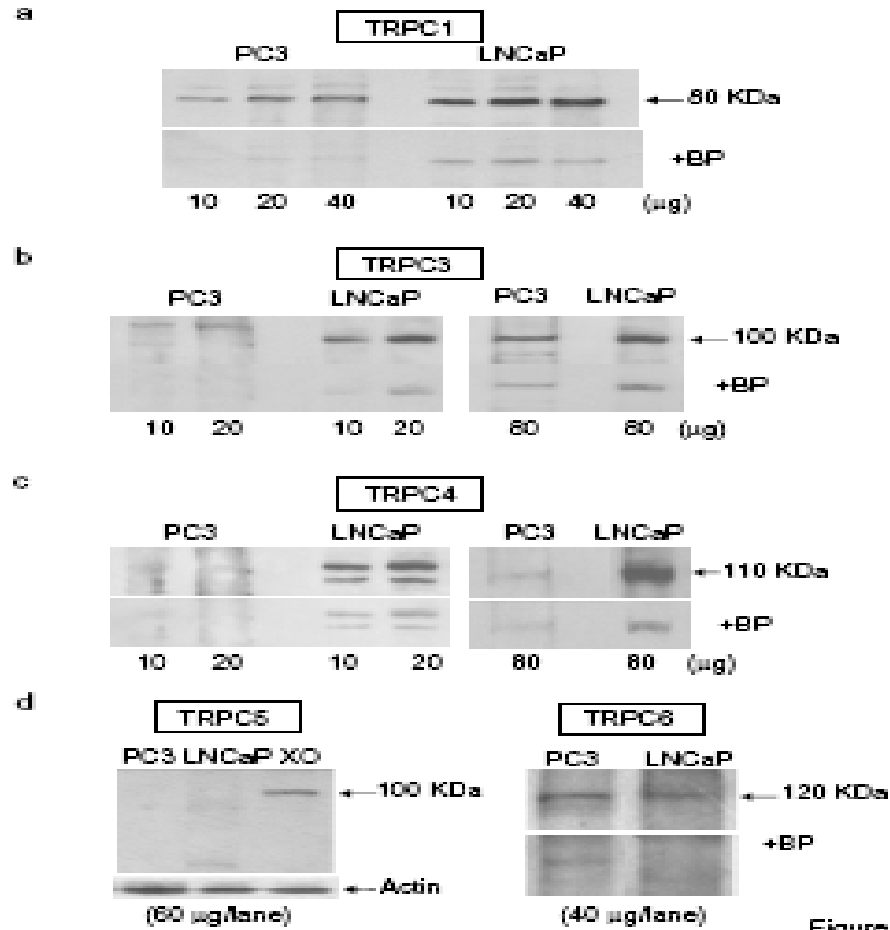 a
TRPC1
PC3 LNCaP
80 KDa
+BP
10 20 40 10 20 40 (µg)
b
TRPC3
PC3 LNCaP PC3 LNCaP
100 KDa
+BP
10 20 10 20 80 80 (µg)
c
TRPC4
PC3 LNCaP PC3 LNCaP
110 KDa
+BP
10 20 10 20 80 80 (µg)
d
TRPC5 TRPC6
PC3 LNCaP XO PC3 LNCaP
100 KDa 120 KDa
+BP
Actin
(60 µg/lane) (40 µg/lane)
Figure